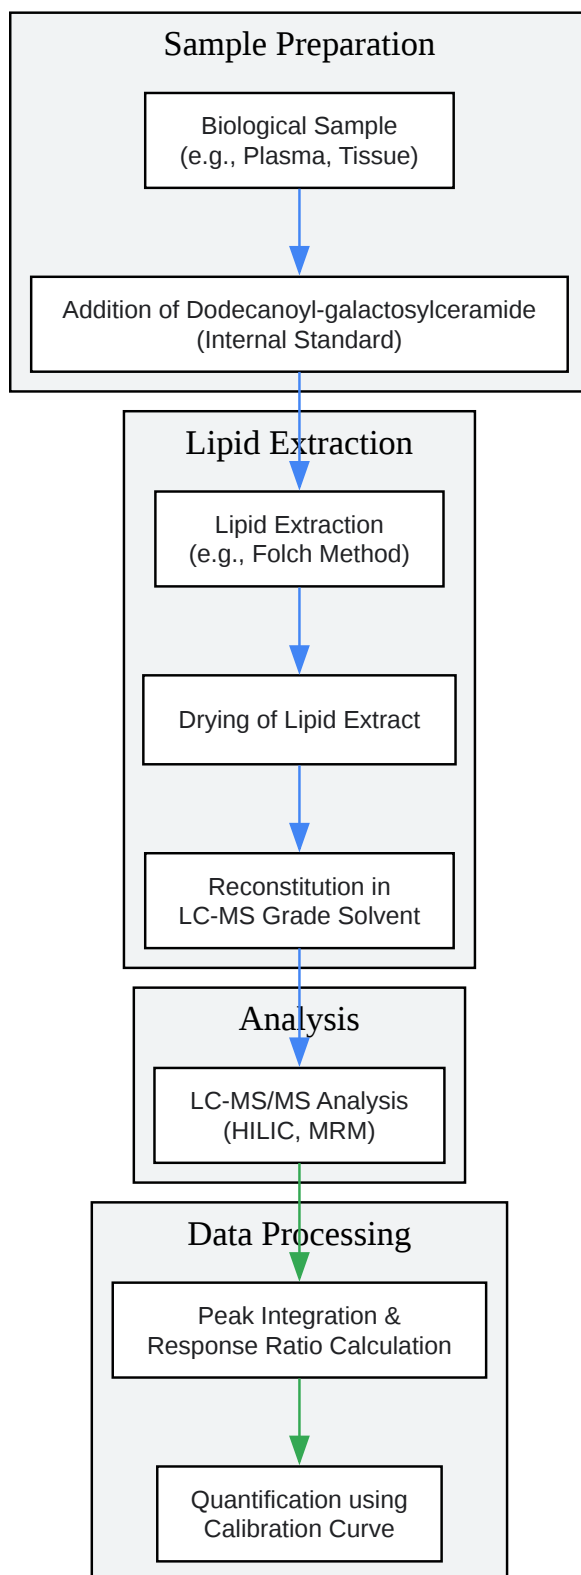 Sample Preparation
Biological Sample
(e.g., Plasma, Tissue)
Addition of Dodecanoyl-galactosylceramide
(Internal Standard)
Lipid Extraction
Lipid Extraction
(e.g., Folch Method)
Drying of Lipid Extract
Reconstitution in
LC-MS Grade Solvent
Analysis
LC-MS/MS Analysis
(HILIC, MRM)
Data Processing
Peak Integration &
Response Ratio Calculation
Quantification using
Calibration Curve